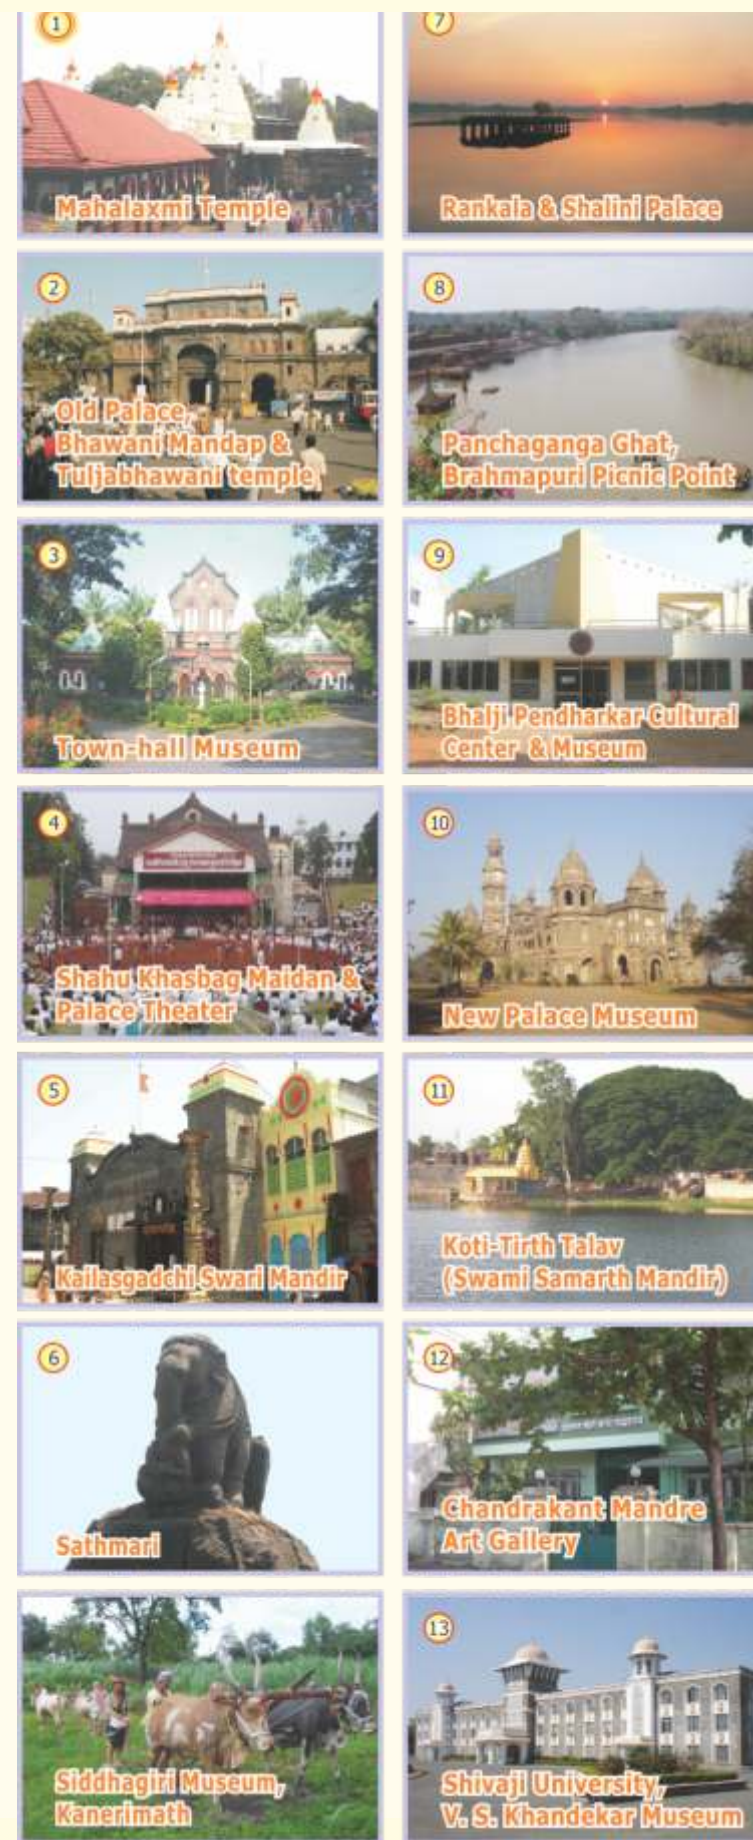 1
Mahalaxmi Temple
2
Old Palace,
Bhawani Mandap &
Tuljabhawani temple
3
Town-hall Museum
4
Shahu Khasbag Maidan &
Palace Theater
5
Kailasgadchi Swari Mandir
6
Sathmari
Siddhagiri Museum,
Kanerimath
7
Rankala & Shalini Palace
8
Panchaganga Ghat,
Brahmapuri Picnic Point
9
Bhalji Pendharkar Cultural
Center & Museum
10
New Palace Museum
11
Koti-Tirth Talav
(Swami Samarth Mandir)
12
Chandrakant Mandre
Art Gallery
13
Shivaji University,
V. S. Khandekar Museum